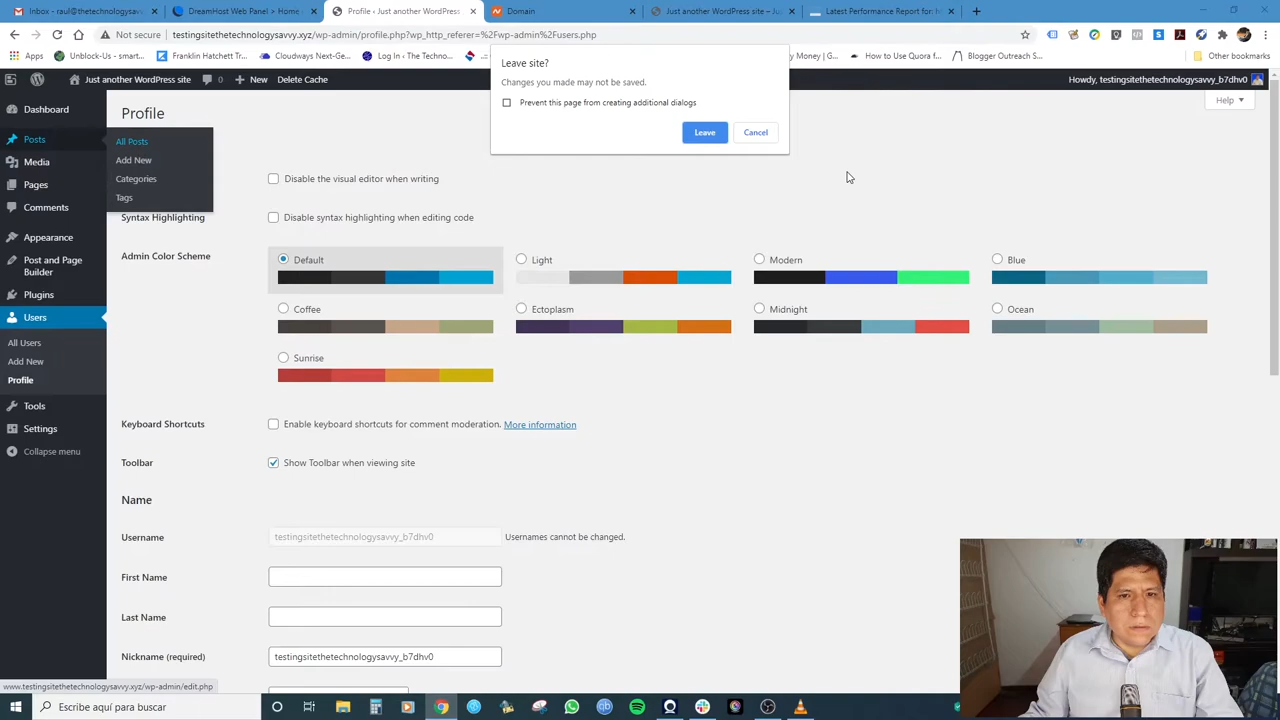 Inbox - raul@thetechnologysavvy.c
DreamHost Web Panel > Home -
Profile ‹ Just another WordPress
Domain
Just another WordPress site – Ju
Latest Performance Report for: h
Not secure
testingsitethetechnologysavvy.xyz/wp-admin/profile.php?wp_http_referer=%2Fwp-admin%2Fusers.php
Apps
Unblock-Us - smarte
Franklin Hatchett Tr...
Cloudways Next-Ge...
Log In ‹ The Techno
y Money | G...
How to Use Quora fo
Blogger Outreach ...
Other bookmarks
Leave site?
Changes you made may not be saved.
Prevent this page from creating additional dialogs
Leave
Cancel
Just another WordPress site
0
New
Delete Cache
Howdy, testingsitethetechnologysavvy_b7dhv0
Help
Dashboard
Posts
Media
Pages
Comments
Appearance
Post and Page
Builder
Plugins
Users
All Users
Add New
Profile
Tools
Settings
Collapse menu
All Posts
Add New
Categories
Tags
Profile
Disable the visual editor when writing
Syntax Highlighting
Disable syntax highlighting when editing code
Admin Color Scheme
Default
Light
Modern
Blue
Coffee
Ectoplasm
Midnight
Ocean
Sunrise
Keyboard Shortcuts
Enable keyboard shortcuts for comment moderation. More information
Toolbar
Show Toolbar when viewing site
Name
Username
testingsitethetechnologysavvy_b7dhv0
Usernames cannot be changed.
First Name
Last Name
Nickname (required)
testingsitethetechnologysavvy_b7dhv0
www.testingsitethetechnologysavvy.xyz/wp-admin/edit.php
Escribe aquí para buscar